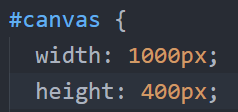 #canvas {
width: 1000px;
height: 400px;